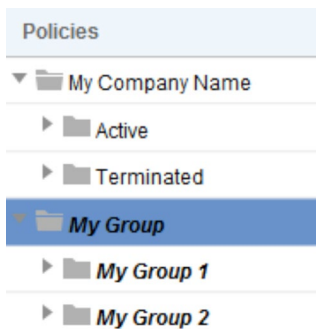 Policies
My Company Name
Active
Terminated
My Group
My Group 1
My Group 2